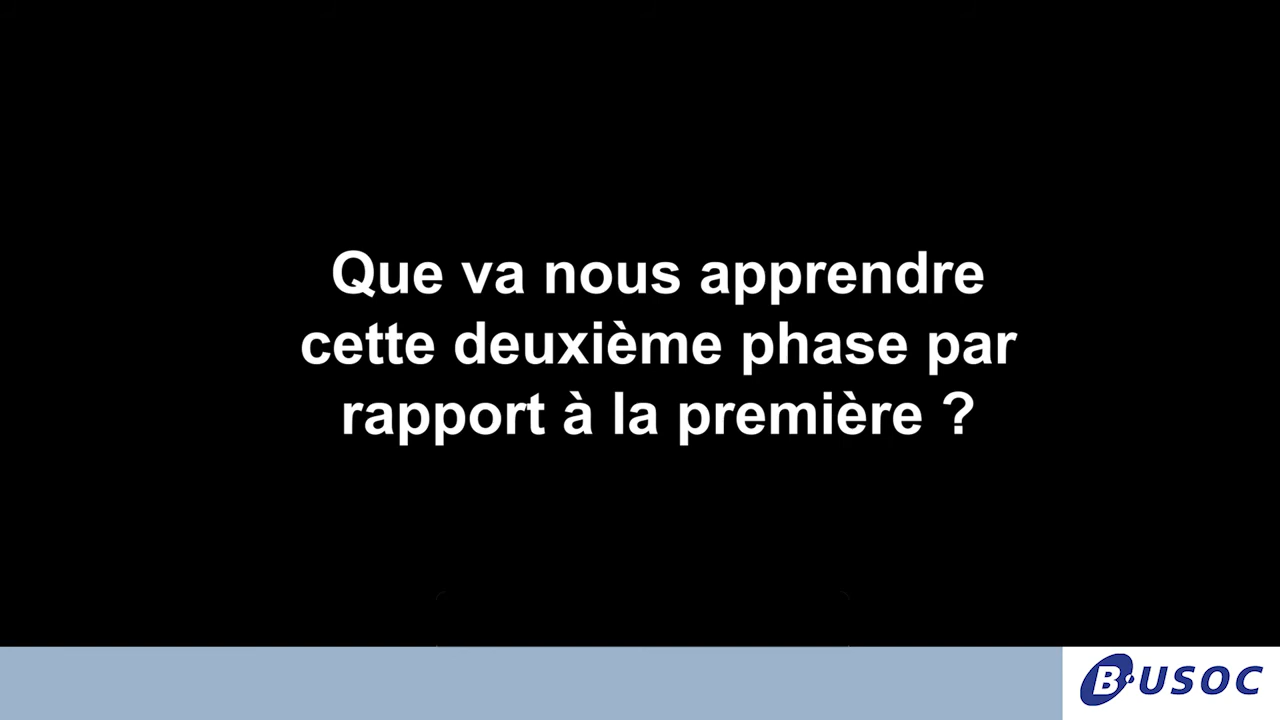 Que va nous apprendre
cette deuxième phase par
rapport à la première ?
B.USOC